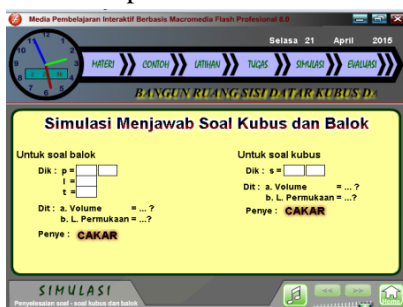 Media Pembelajaran Interaktif Berbasis Macromedia Flash Profesional 8.0
Selasa 21 April 2015
MATERI CONTOH LATIHAN TUGAS SIMULASI EVALUASI
BANGUN RUANG SISI DATAR KUBUS DA
Simulasi Menjawab Soal Kubus dan Balok
Untuk soal balok
Dik : p =
l =
t =
Dit : a. Volume = ... ?
b. L. Permukaan = ...?
Penye : CAKAR
Untuk soal kubus
Dik : s =
Dit : a. Volume = ... ?
b. L. Permukaan = ...?
Penye : CAKAR
SIMULASI
Penyelesaian soal - soal kubus dan balok
Home